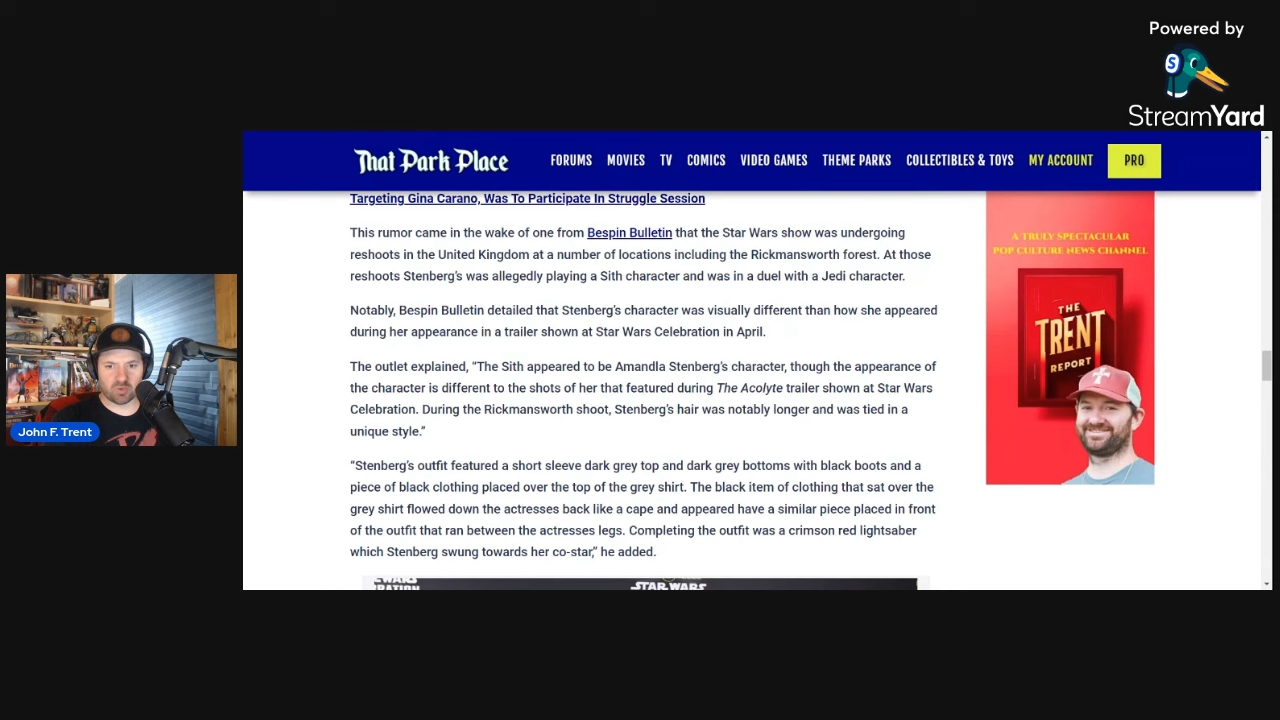 Powered by
S
StreamYard
That Park Place
FORUMS MOVIES TV COMICS VIDEO GAMES THEME PARKS COLLECTIBLES & TOYS MY ACCOUNT PRO
Targeting Gina Carano, Was To Participate In Struggle Session
This rumor came in the wake of one from Bespin Bulletin that the Star Wars show was undergoing
reshoots in the United Kingdom at a number of locations including the Rickmansworth forest. At those
reshoots Stenberg's was allegedly playing a Sith character and was in a duel with a Jedi character.
Notably, Bespin Bulletin detailed that Stenberg's character was visually different than how she appeared
during her appearance in a trailer shown at Star Wars Celebration in April.
The outlet explained, “The Sith appeared to be Amandla Stenberg's character, though the appearance of
the character is different to the shots of her that featured during The Acolyte trailer shown at Star Wars
Celebration. During the Rickmansworth shoot, Stenberg's hair was notably longer and was tied in a
unique style.”
“Stenberg's outfit featured a short sleeve dark grey top and dark grey bottoms with black boots and a
piece of black clothing placed over the top of the grey shirt. The black item of clothing that sat over the
grey shirt flowed down the actresses back like a cape and appeared have a similar piece placed in front
of the outfit that ran between the actresses legs. Completing the outfit was a crimson red lightsaber
which Stenberg swung towards her co-star,” he added.
STAR WARS
A TRULY SPECTACULAR
POP CULTURE NEWS CHANNEL
THE
TRENT
REPORT
John F. Trent